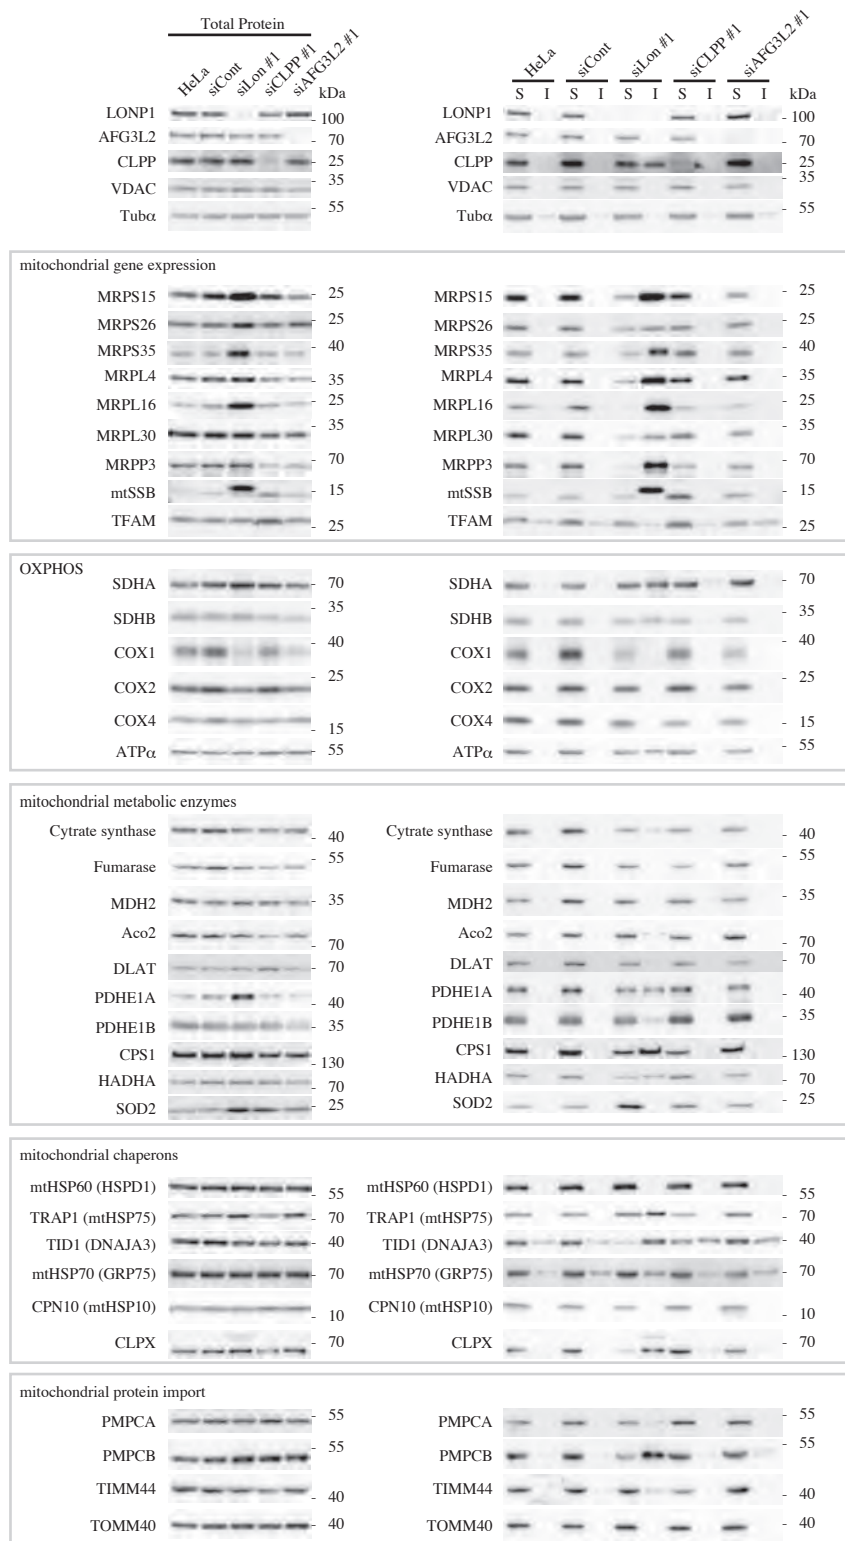 Total Protein
HeLa siCont siLon #1 siCLPP #1 siAFG3L2 #1 kDa
LONP1 - 100
AFG3L2 - 70
CLPP - 25
VDAC - 35
Tubα - 55
HeLa siCont siLon #1 siCLPP #1 siAFG3L2 #1
S I S I S I S I S I kDa
LONP1 - 100
AFG3L2 - 70
CLPP - 25
VDAC - 35
Tubα - 55
mitochondrial gene expression
MRPS15 - 25 MRPS15 - 25
MRPS26 - 25 MRPS26 - 25
MRPS35 - 40 MRPS35 - 40
MRPL4 - 35 MRPL4 - 35
MRPL16 - 25 MRPL16 - 25
MRPL30 - 35 MRPL30 - 35
MRPP3 - 70 MRPP3 - 70
mtSSB - 15 mtSSB - 15
TFAM - 25 TFAM - 25
OXPHOS
SDHA - 70 SDHA - 70
SDHB - 35 SDHB - 35
COX1 - 40 COX1 - 40
COX2 - 25 COX2 - 25
COX4 - 15 COX4 - 15
ATPα - 55 ATPα - 55
mitochondrial metabolic enzymes
Cytrate synthase - 40 Cytrate synthase - 40
Fumarase - 55 Fumarase - 55
MDH2 - 35 MDH2 - 35
Aco2 - 70 Aco2 - 70
DLAT - 70 DLAT - 70
PDHE1A - 40 PDHE1A - 40
PDHE1B - 35 PDHE1B - 35
CPS1 - 130 CPS1 - 130
HADHA - 70 HADHA - 70
SOD2 - 25 SOD2 - 25
mitochondrial chaperons
mtHSP60 (HSPD1) - 55 mtHSP60 (HSPD1) - 55
TRAP1 (mtHSP75) - 70 TRAP1 (mtHSP75) - 70
TID1 (DNAJA3) - 40 TID1 (DNAJA3) - 40
mtHSP70 (GRP75) - 70 mtHSP70 (GRP75) - 70
CPN10 (mtHSP10) - 10 CPN10 (mtHSP10) - 10
CLPX - 70 CLPX - 70
mitochondrial protein import
PMPCA - 55 PMPCA - 55
PMPCB - 55 PMPCB - 55
TIMM44 - 40 TIMM44 - 40
TOMM40 - 40 TOMM40 - 40